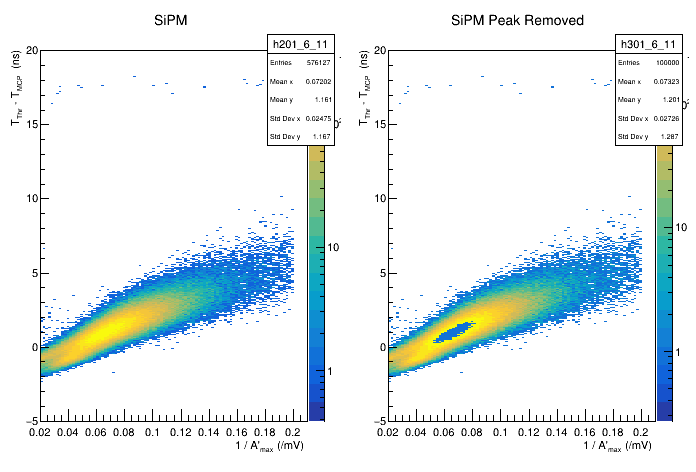 SiPM
h201_6_11
Entries 576127
Mean x 0.07202
Mean y 1.161
Std Dev x 0.02475
Std Dev y 1.167
T_Thr - T_MCP (ns)
20
15
10
5
0
−5
0.02 0.04 0.06 0.08 0.1 0.12 0.14 0.16 0.18 0.2
1 / A'_max (/mV)
10
1
SiPM Peak Removed
h301_6_11
Entries 100000
Mean x 0.07323
Mean y 1.201
Std Dev x 0.02726
Std Dev y 1.287
T_Thr - T_MCP (ns)
20
15
10
5
0
−5
0.02 0.04 0.06 0.08 0.1 0.12 0.14 0.16 0.18 0.2
1 / A'_max (/mV)
10
1